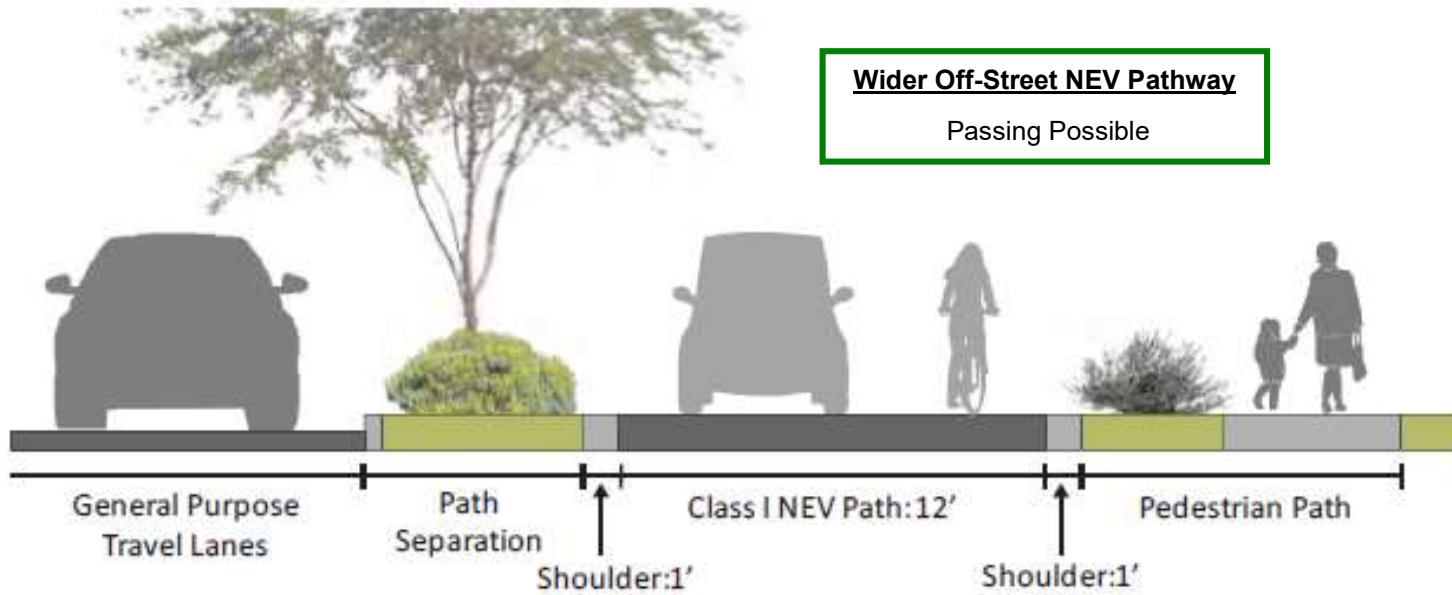 Wider Off-Street NEV Pathway
Passing Possible
General Purpose
Travel Lanes
Path
Separation
Shoulder:1'
Class I NEV Path:12'
Shoulder:1'
Pedestrian Path